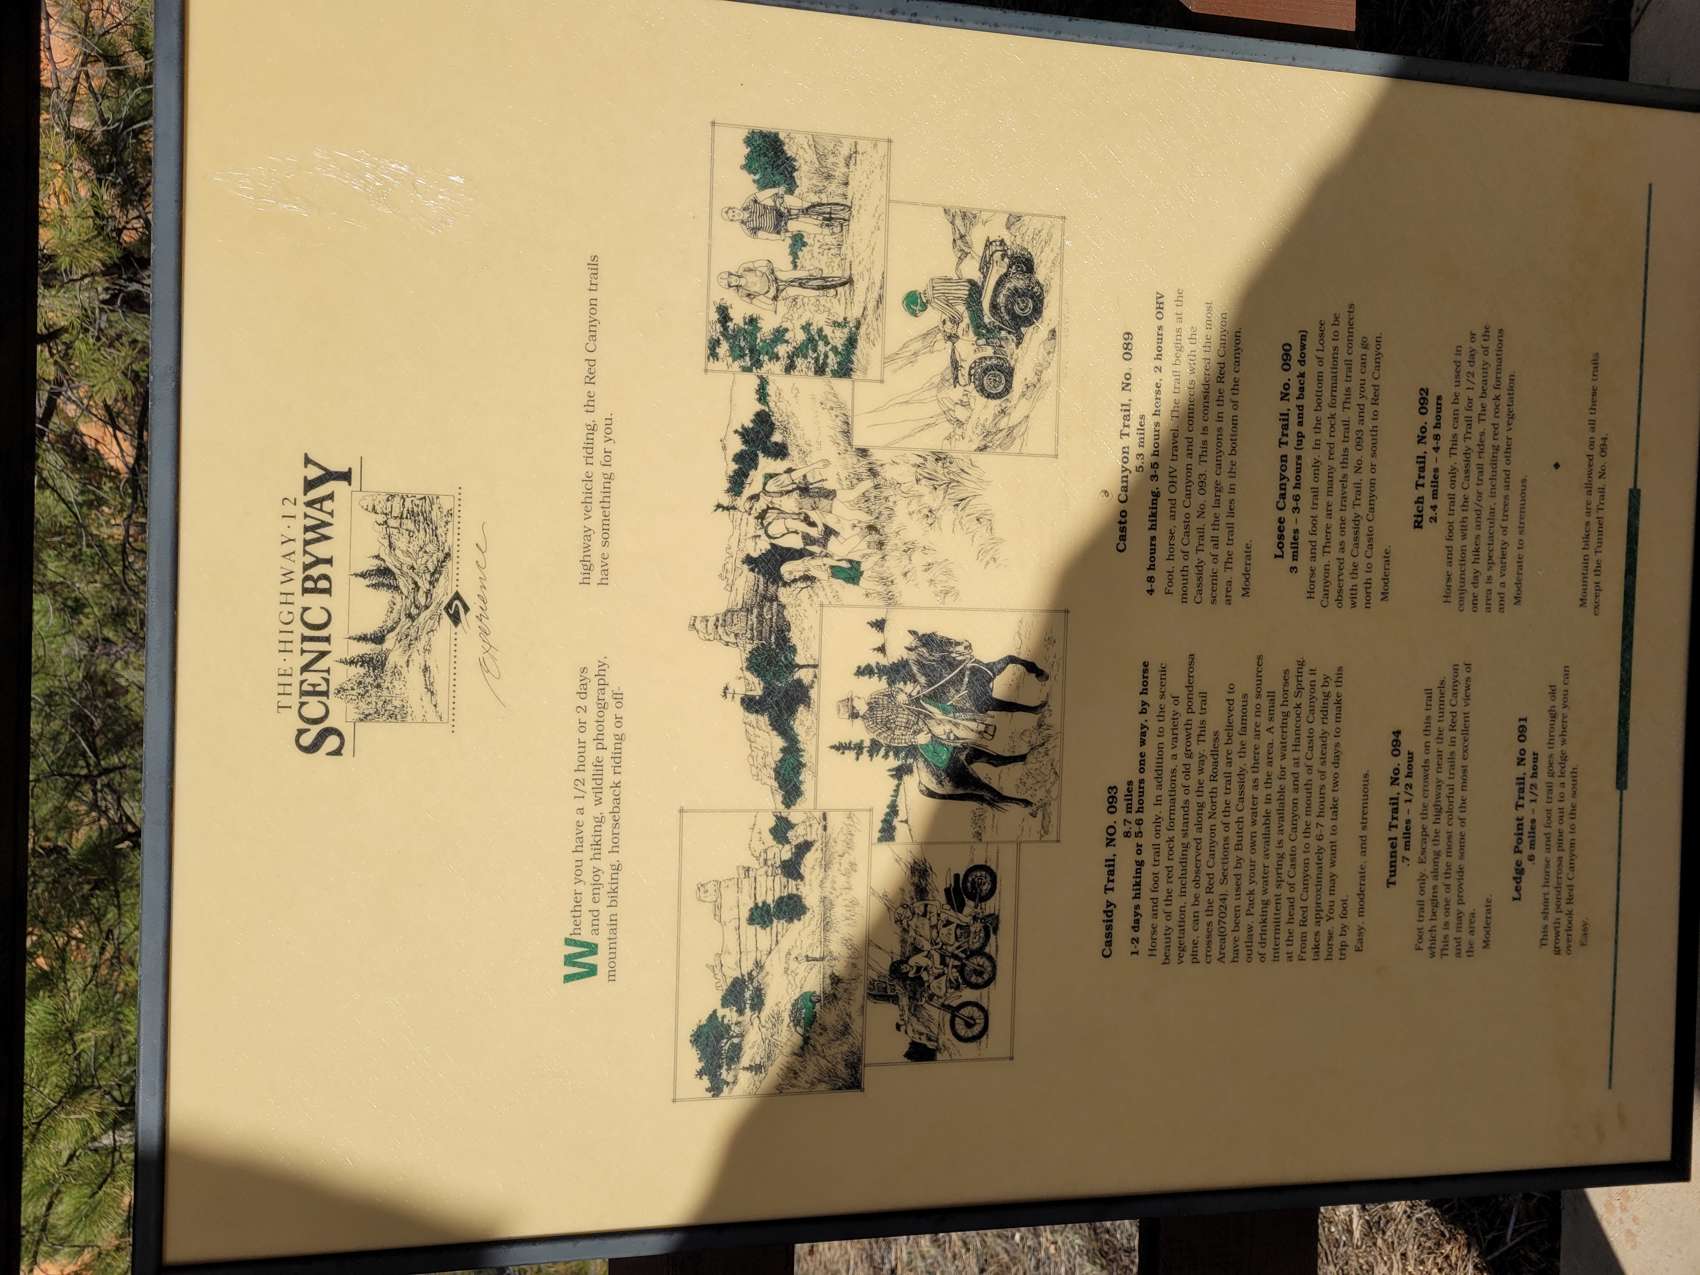 THE·HIGHWAY·12
SCENIC BYWAY
Experience
Whether you have a 1/2 hour or 2 days
and enjoy hiking, wildlife photography,
mountain biking, horseback riding or off-
highway vehicle riding, the Red Canyon trails
have something for you.
Cassidy Trail, NO. 093
8.7 miles
1-2 days hiking or 5-6 hours one way, by horse
Horse and foot trail only. In addition to the scenic
beauty of the red rock formations, a variety of
vegetation, including stands of old growth ponderosa
pine, can be observed along the way. This trail
crosses the Red Canyon North Roadless
Area(07024). Sections of the trail are believed to
have been used by Butch Cassidy, the famous
outlaw. Pack your own water as there are no sources
of drinking water available in the area. A small
intermittent spring is available for watering horses
at the head of Casto Canyon and at Hancock Spring.
From Red Canyon to the mouth of Casto Canyon it
takes approximately 6-7 hours of steady riding by
horse. You may want to take two days to make this
trip by foot.
Easy, moderate, and strenuous.
Tunnel Trail, No. 094
.7 miles – 1/2 hour
Foot trail only. Escape the crowds on this trail
which begins along the highway near the tunnels.
This is one of the most colorful trails in Red Canyon
and may provide some of the most excellent views of
the area.
Moderate.
Ledge Point Trail, No 091
.6 miles – 1/2 hour
This short horse and foot trail goes through old
growth ponderosa pine out to a ledge where you can
overlook Red Canyon to the south.
Easy.
Casto Canyon Trail, No. 089
5.3 miles
4-8 hours hiking, 3-5 hours horse, 2 hours OHV
Foot, horse, and OHV travel. The trail begins at the
mouth of Casto Canyon and connects with the
Cassidy Trail, No. 093. This is considered the most
scenic of all the large canyons in the Red Canyon
area. The trail lies in the bottom of the canyon.
Moderate.
Losee Canyon Trail, No. 090
3 miles – 3-6 hours (up and back down)
Horse and foot trail only. In the bottom of Losee
Canyon. There are many red rock formations to be
observed as one travels this trail. This trail connects
with the Cassidy Trail, No. 093 and you can go
north to Casto Canyon or south to Red Canyon.
Moderate.
Rich Trail, No. 092
2.4 miles – 4-8 hours
Horse and foot trail only. This can be used in
conjunction with the Cassidy Trail for 1/2 day or
one day hikes and/or trail rides. The beauty of the
area is spectacular, including red rock formations
and a variety of trees and other vegetation.
Moderate to strenuous.
Mountain bikes are allowed on all these trails
except the Tunnel Trail, No. 094.